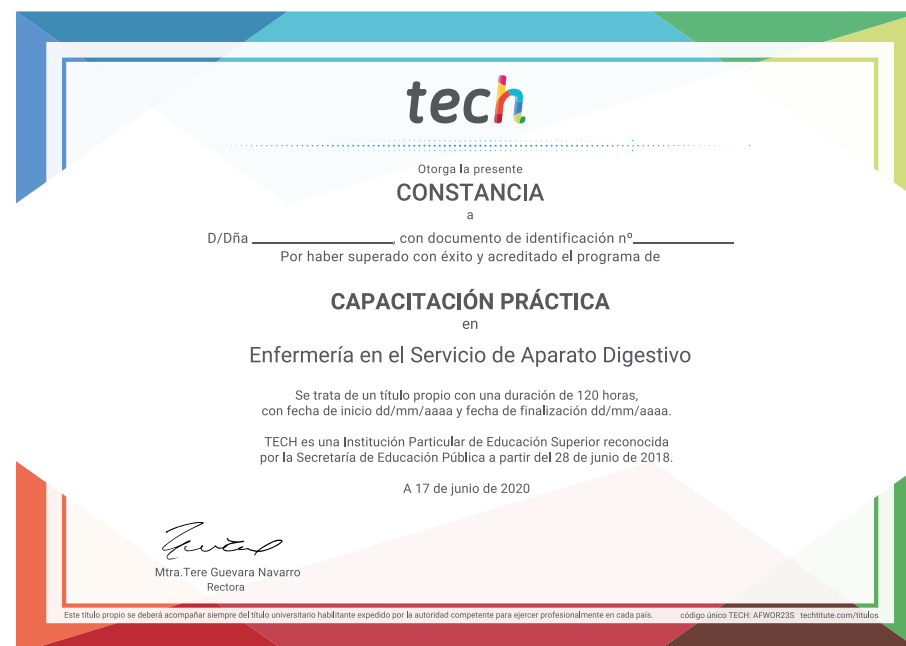 tech
Otorga la presente
CONSTANCIA
a
D/Dña ____________________, con documento de identificación nº______________
Por haber superado con éxito y acreditado el programa de
CAPACITACIÓN PRÁCTICA
en
Enfermería en el Servicio de Aparato Digestivo
Se trata de un título propio con una duración de 120 horas,
con fecha de inicio dd/mm/aaaa y fecha de finalización dd/mm/aaaa.
TECH es una Institución Particular de Educación Superior reconocida
por la Secretaría de Educación Pública a partir del 28 de junio de 2018.
A 17 de junio de 2020
Mtra.Tere Guevara Navarro
Rectora
Este título propio se deberá acompañar siempre del título universitario habilitante expedido por la autoridad competente para ejercer profesionalmente en cada país. código único TECH: AFWOR23S techtitute.com/titulos